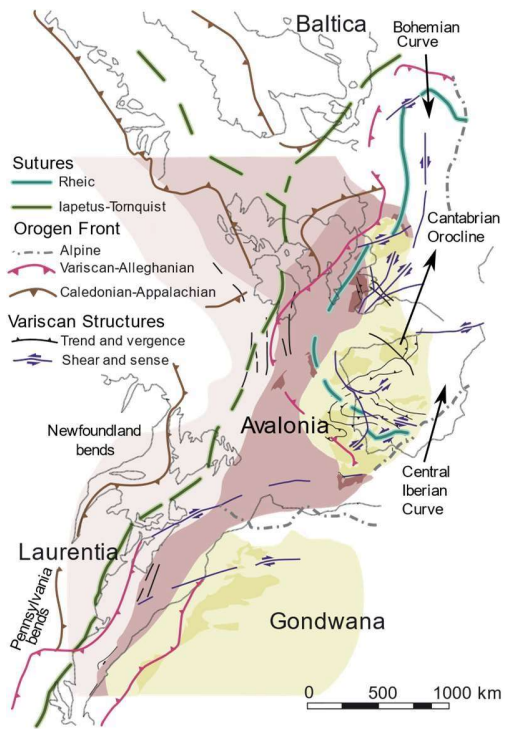 Baltica
Bohemian
Curve
Sutures
Rheic
Iapetus-Tornquist
Orogen Front
Alpine
Variscan-Alleghanian
Caledonian-Appalachian
Variscan Structures
Trend and vergence
Shear and sense
Cantabrian
Orocline
Newfoundland
bends
Avalonia
Central
Iberian
Curve
Laurentia
Pennsylvania
bends
Gondwana
0 500 1000 km